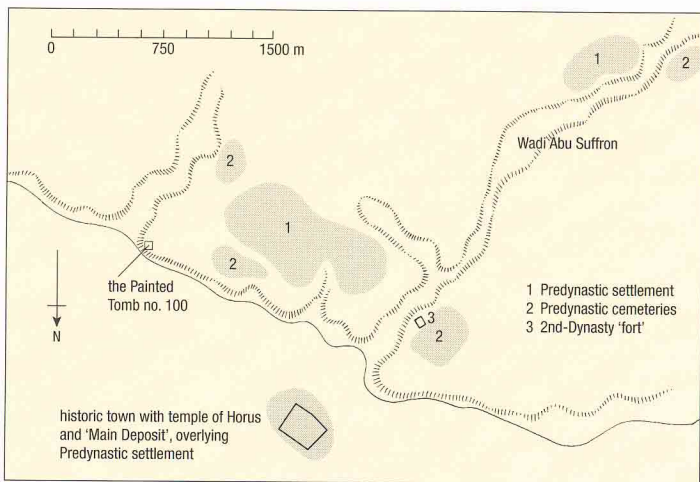 0 750 1500 m
1
2
Wadi Abu Suffron
2
1
2
the Painted
Tomb no. 100
N
3
2
1 Predynastic settlement
2 Predynastic cemeteries
3 2nd-Dynasty ‘fort’
historic town with temple of Horus
and ‘Main Deposit’, overlying
Predynastic settlement